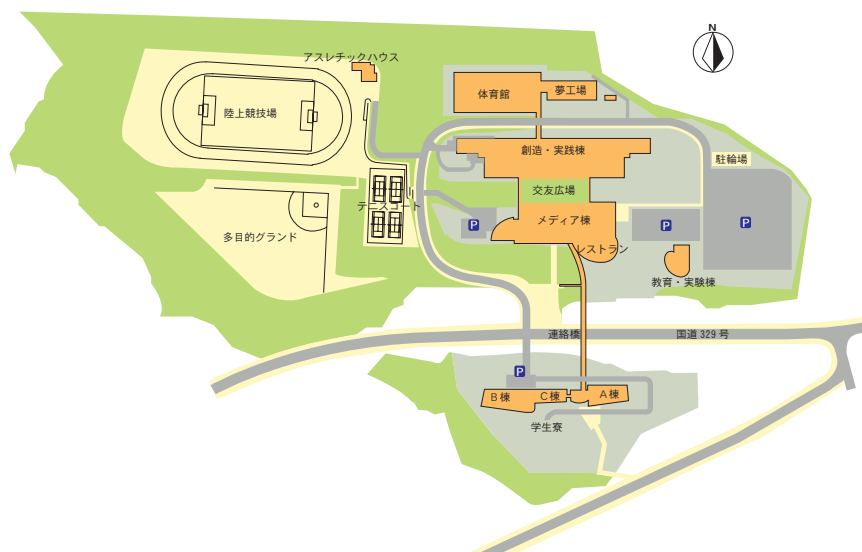 N
アスレチックハウス
体育館
夢工場
陸上競技場
創造・実践棟
駐輪場
交友広場
テニスコート
メディア棟
P
P
P
多目的グランド
レストラン
教育・実験棟
連絡橋
国道 329 号
P
B棟
C棟
A棟
学生寮